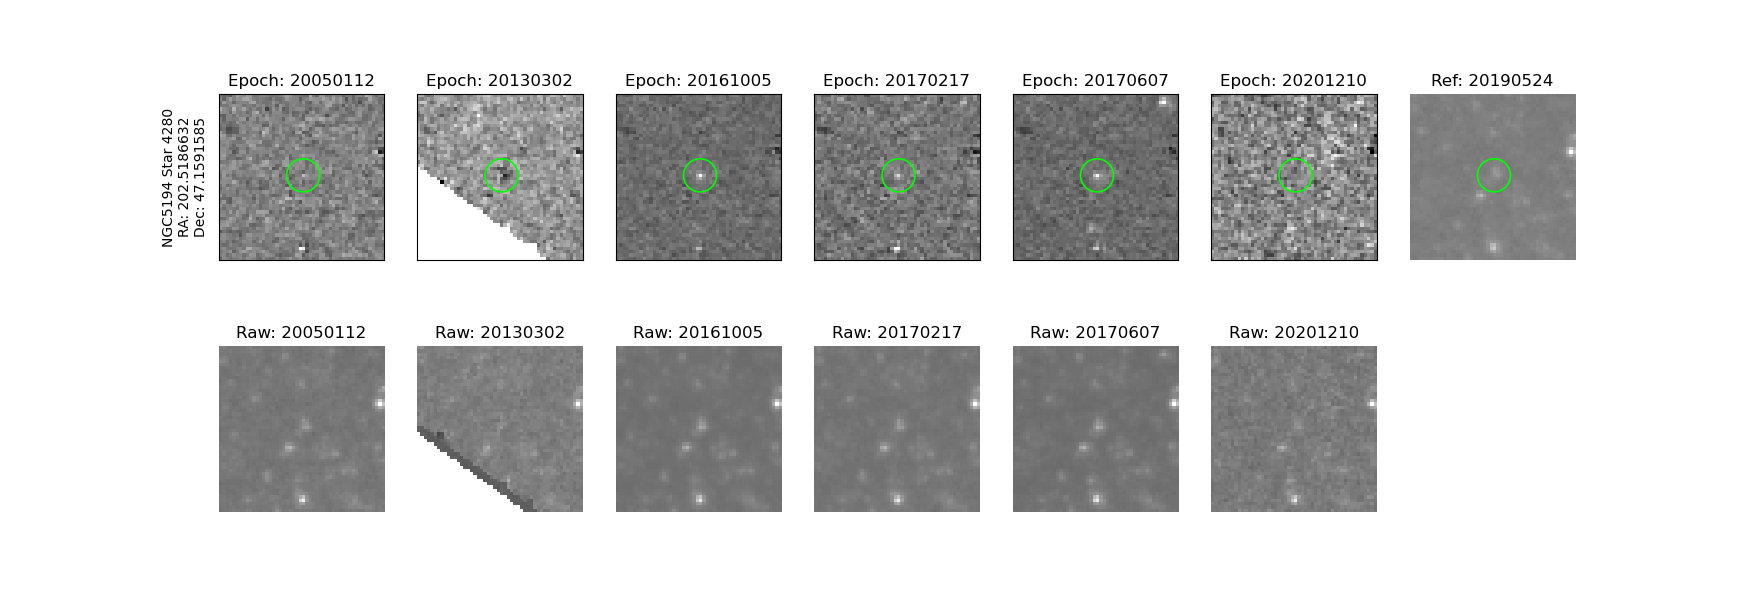 Epoch: 20050112
Epoch: 20130302
Epoch: 20161005
Epoch: 20170217
Epoch: 20170607
Epoch: 20201210
Ref: 20190524
NGC5194 Star 4280
RA: 202.5186632
Dec: 47.1591585
Raw: 20050112
Raw: 20130302
Raw: 20161005
Raw: 20170217
Raw: 20170607
Raw: 20201210